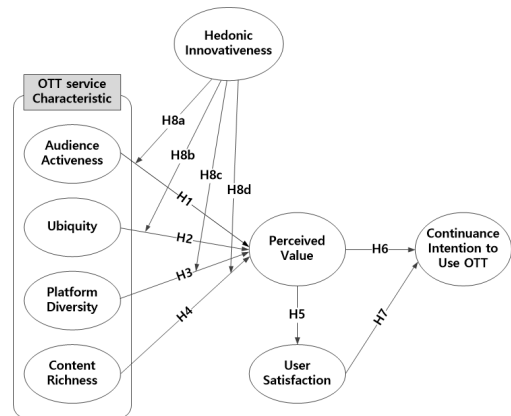 Hedonic
Innovativeness
OTT service
Characteristic
H8a
Audience
Activeness
H8b
H8c
H8d
H1
Ubiquity
H2
Perceived
Value
H6
Continuance
Intention to
Use OTT
H3
Platform
Diversity
H4
H5
H7
Content
Richness
User
Satisfaction